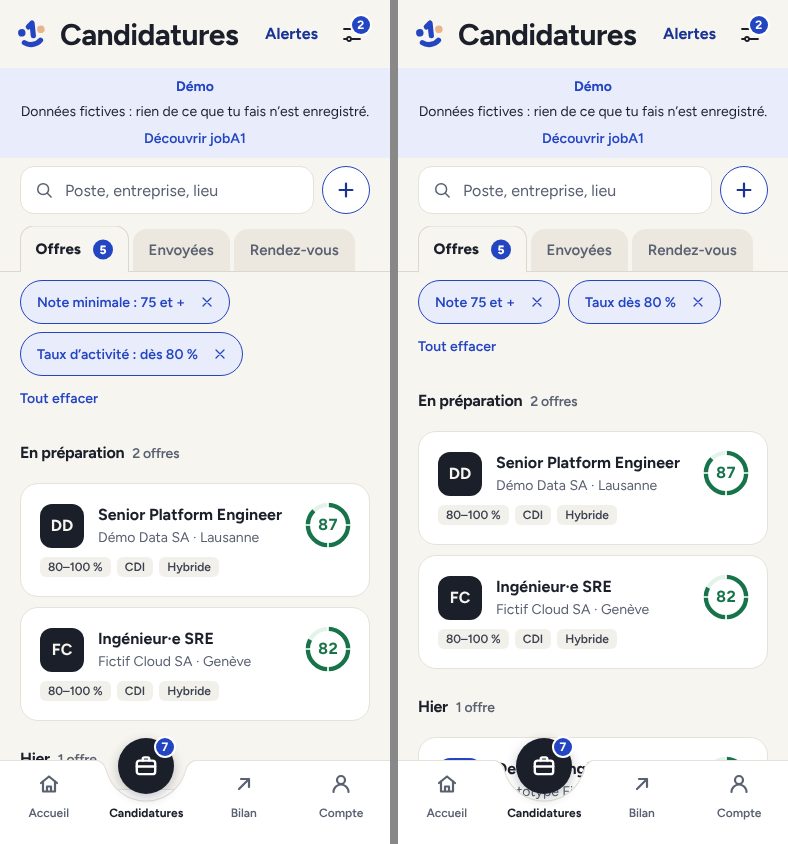 Candidatures
Alertes
2
Démo
Données fictives : rien de ce que tu fais n’est enregistré.
Découvrir jobA1
Poste, entreprise, lieu
Offres 5
Envoyées
Rendez-vous
Note minimale : 75 et +
Taux d’activité : dès 80 %
Tout effacer
En préparation 2 offres
DD
Senior Platform Engineer
Démo Data SA · Lausanne
87
80–100 %
CDI
Hybride
FC
Ingénieur·e SRE
Fictif Cloud SA · Genève
82
80–100 %
CDI
Hybride
Hier 1 offre
7
Accueil
Candidatures
Bilan
Compte
Candidatures
Alertes
2
Démo
Données fictives : rien de ce que tu fais n’est enregistré.
Découvrir jobA1
Poste, entreprise, lieu
Offres 5
Envoyées
Rendez-vous
Note 75 et +
Taux dès 80 %
Tout effacer
En préparation 2 offres
DD
Senior Platform Engineer
Démo Data SA · Lausanne
87
80–100 %
CDI
Hybride
FC
Ingénieur·e SRE
Fictif Cloud SA · Genève
82
80–100 %
CDI
Hybride
Hier 1 offre
7
Accueil
Candidatures
Bilan
Compte